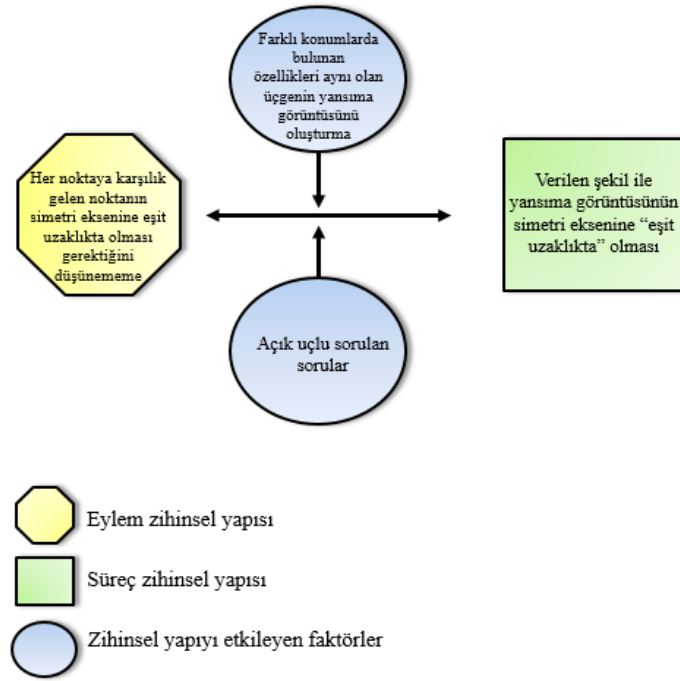 Farklı konumlarda
bulunan
özellikleri aynı olan
üçgenin yansıma
görüntüsünü
oluşturma
Her noktaya karşılık
gelen noktanın
simetri eksenine eşit
uzaklıkta olması
gerektiğini
düşünememe
Verilen şekil ile
yansıma görüntüsünün
simetri eksenine “eşit
uzaklıkta” olması
Açık uçlu sorulan
sorular
Eylem zihinsel yapısı
Süreç zihinsel yapısı
Zihinsel yapıyı etkileyen faktörler